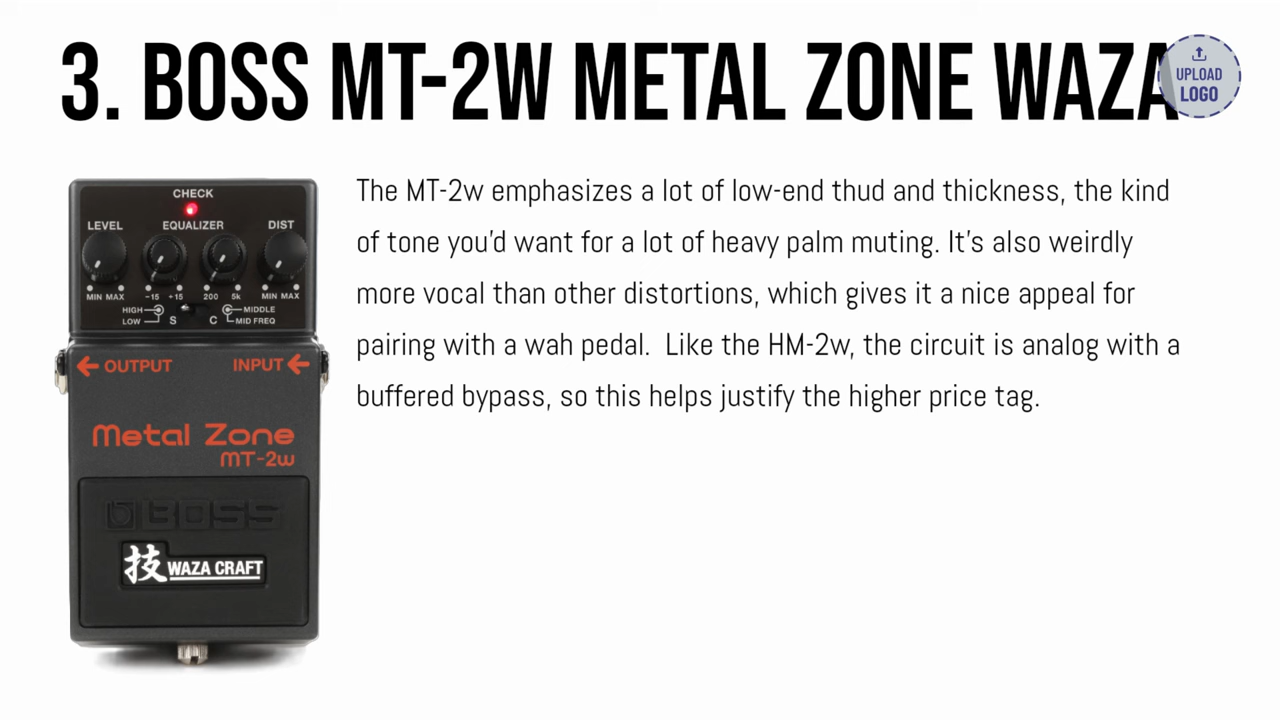 3. BOSS MT-2W METAL ZONE WAZA
UPLOAD
LOGO
The MT-2w emphasizes a lot of low-end thud and thickness, the kind
of tone you'd want for a lot of heavy palm muting. It's also weirdly
more vocal than other distortions, which gives it a nice appeal for
pairing with a wah pedal.  Like the HM-2w, the circuit is analog with a
buffered bypass, so this helps justify the higher price tag.
CHECK
LEVEL EQUALIZER DIST
MIN MAX -15 +15 200 5k MIN MAX
HIGH MIDDLE
LOW S C MID FREQ
OUTPUT INPUT
Metal Zone
MT-2w
BOSS
技 WAZA CRAFT